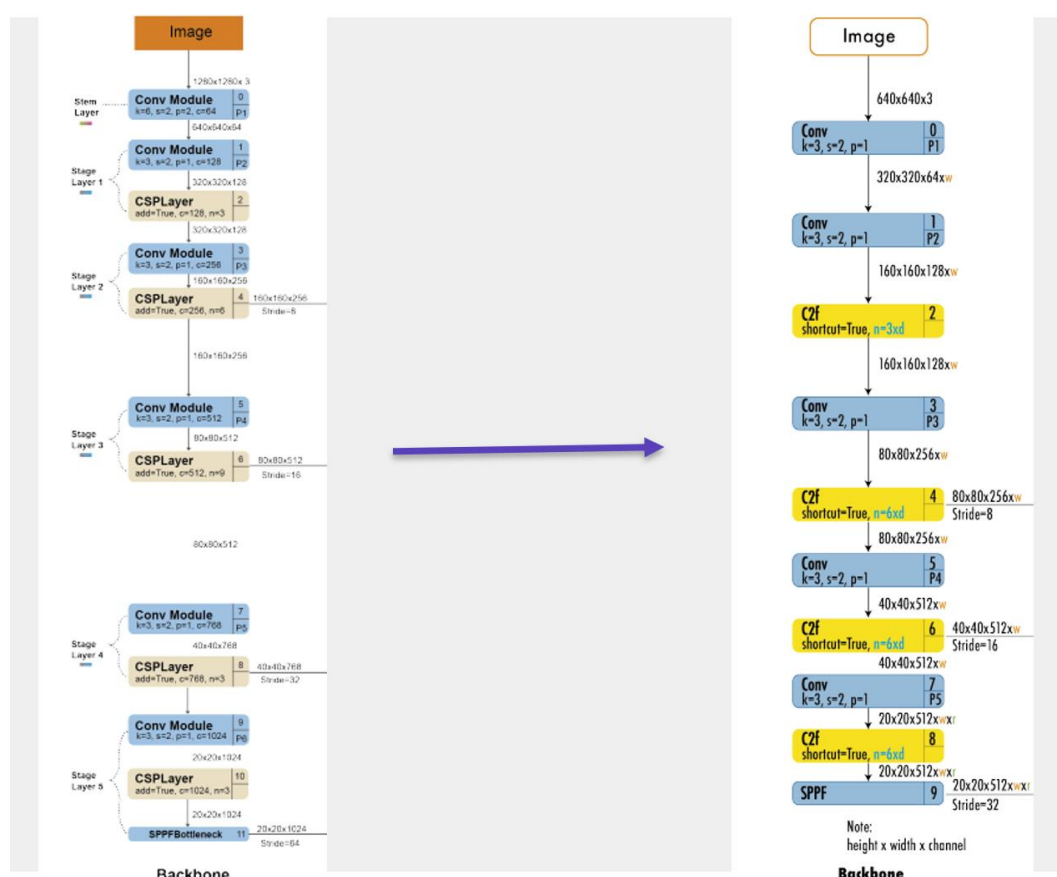 Image
1280x1280x 3
Stem
Layer
Conv Module 0
k=6, s=2, p=2, c=64 P1
640x640x64
Stage
Layer 1
Conv Module 1
k=3, s=2, p=1, c=128 P2
320x320x128
CSPLayer 2
add=True, c=128, n=3
320x320x128
Stage
Layer 2
Conv Module 3
k=3, s=2, p=1, c=256 P3
160x160x256
CSPLayer 4
add=True, c=256, n=6
160x160x256
Stride=8
160x160x256
Stage
Layer 3
Conv Module 5
k=3, s=2, p=1, c=512 P4
80x80x512
CSPLayer 6
add=True, c=512, n=9
80x80x512
Stride=16
80x80x512
Stage
Layer 4
Conv Module 7
k=3, s=2, p=1, c=768 P5
40x40x768
CSPLayer 8
add=True, c=768, n=3
40x40x768
Stride=32
Stage
Layer 5
Conv Module 9
k=3, s=2, p=1, c=1024 P6
20x20x1024
CSPLayer 10
add=True, c=1024, n=3
20x20x1024
SPPFBottleneck 11
20x20x1024
Stride=64
Backbone
Image
640x640x3
Conv 0
k=3, s=2, p=1 P1
320x320x64xw
Conv 1
k=3, s=2, p=1 P2
160x160x128xw
C2f 2
shortcut=True, n=3xd
160x160x128xw
Conv 3
k=3, s=2, p=1 P3
80x80x256xw
C2f 4
shortcut=True, n=6xd
80x80x256xw
Stride=8
80x80x256xw
Conv 5
k=3, s=2, p=1 P4
40x40x512xw
C2f 6
shortcut=True, n=6xd
40x40x512xw
Stride=16
40x40x512xw
Conv 7
k=3, s=2, p=1 P5
20x20x512xwxr
C2f 8
shortcut=True, n=6xd
20x20x512xwxr
SPPF 9
20x20x512xwxr
Stride=32
Note:
height x width x channel
Backbone